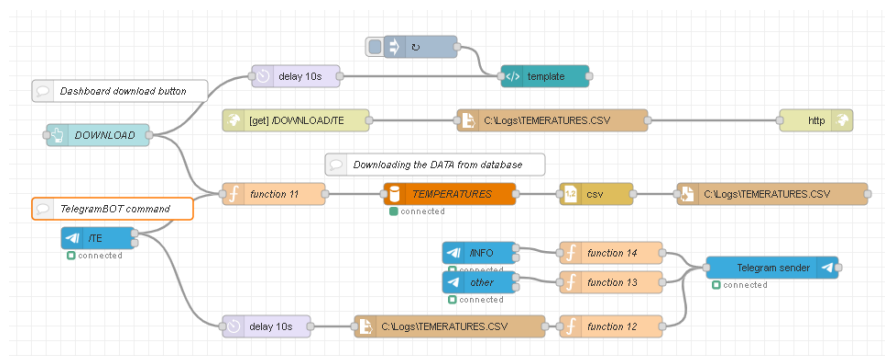 ↻
delay 10s
</> template
Dashboard download button
[get] /DOWNLOAD/TE
C:\Logs\TEMERATURES.CSV
http
DOWNLOAD
Downloading the DATA from database
f function 11
TEMPERATURES
1,2 csv
C:\Logs\TEMERATURES.CSV
connected
TelegramBOT command
/TE
connected
/INFO
f function 14
connected
Telegram sender
other
f function 13
connected
connected
delay 10s
C:\Logs\TEMERATURES.CSV
f function 12